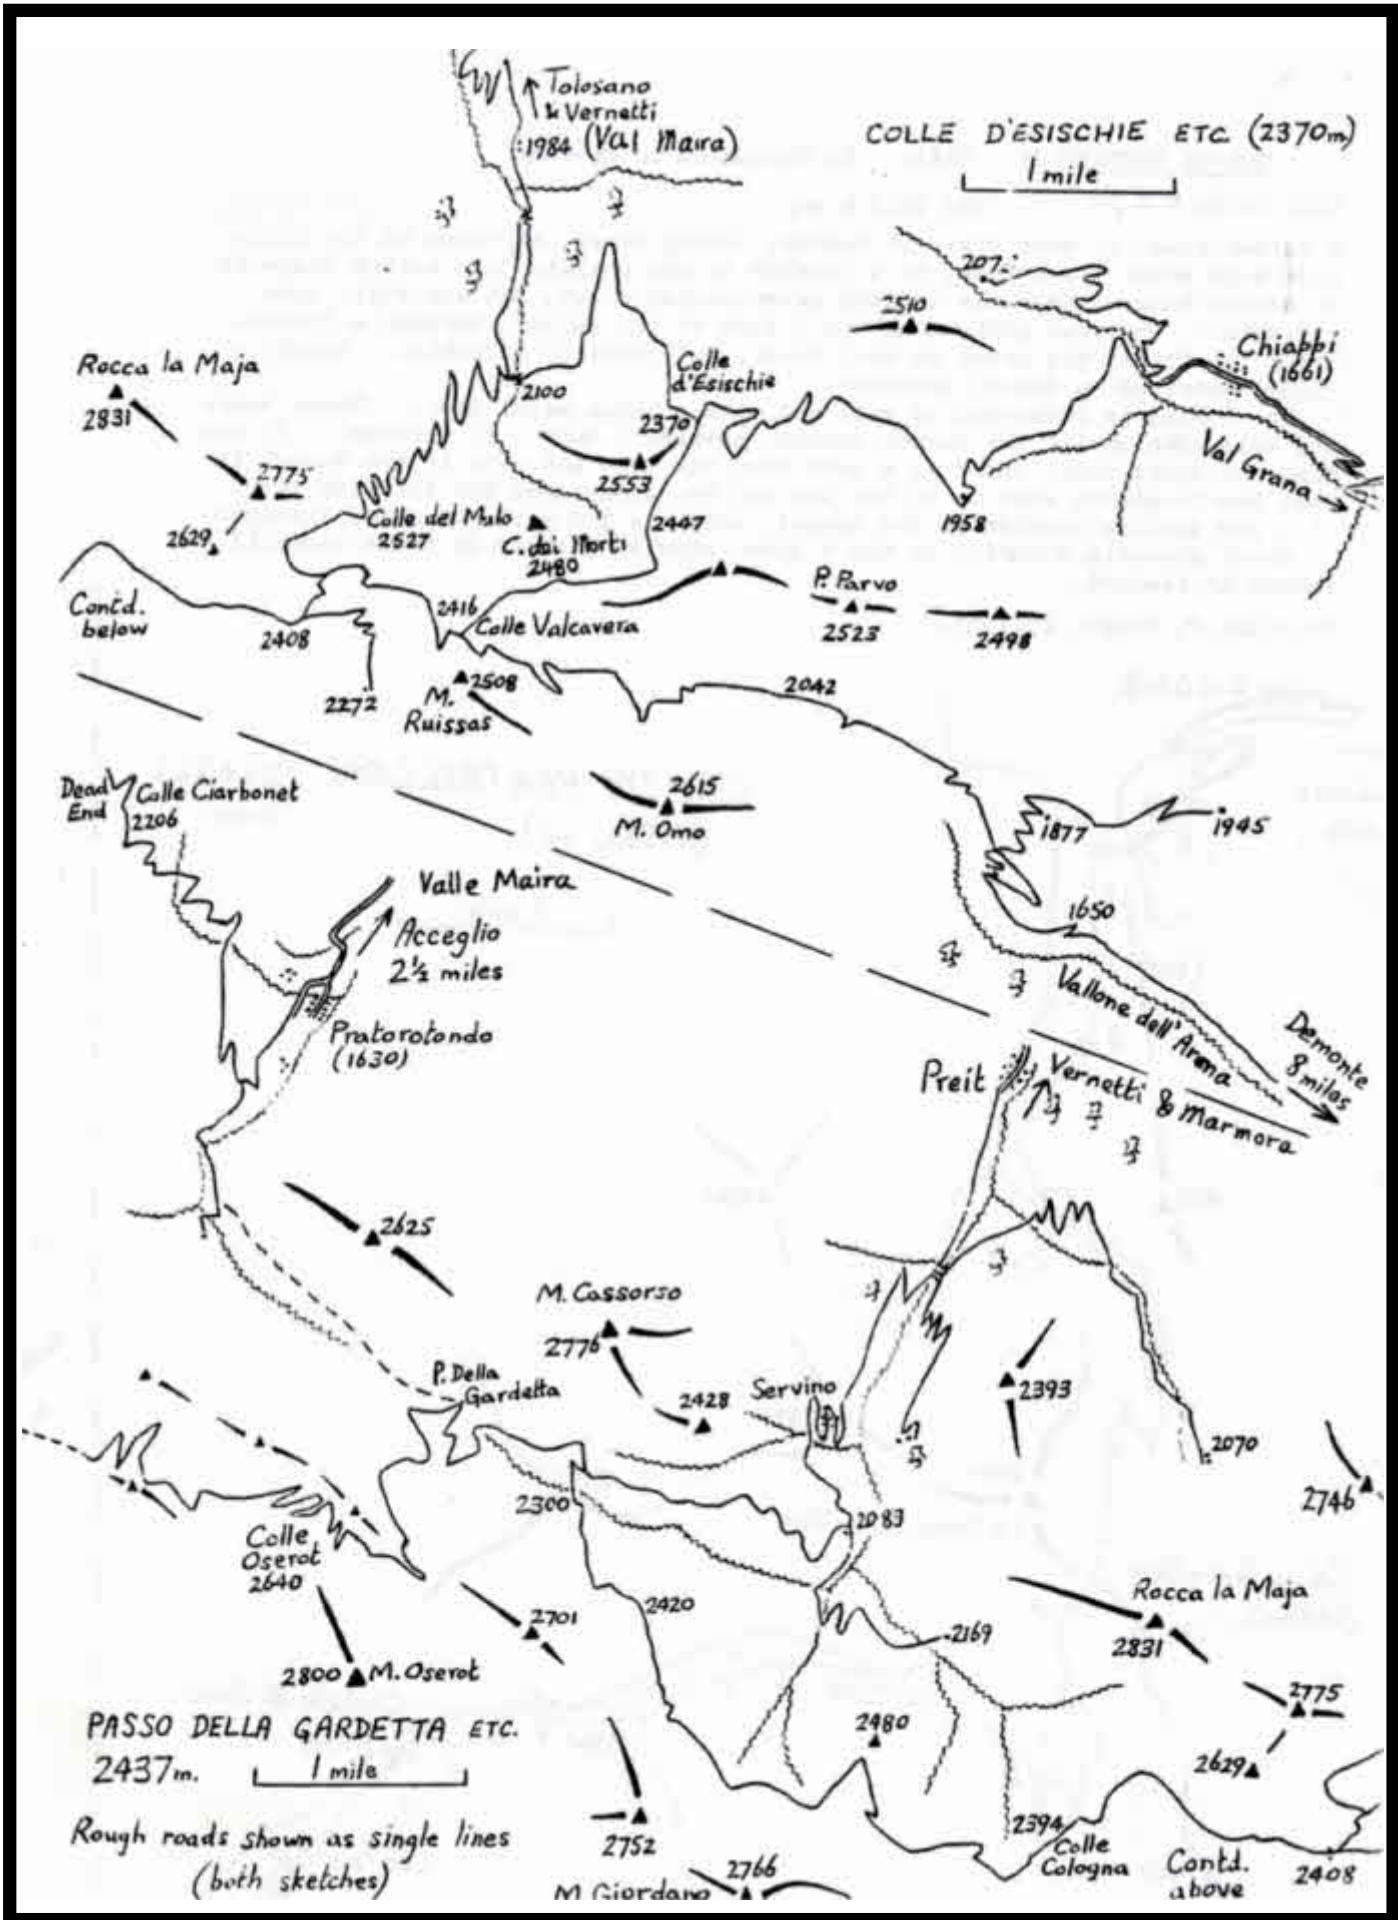 Tolosano
& Vernetti
1984 (Val Maira)
COLLE D'ESISCHIE ETC. (2370m)
1 mile
2510
Chiappi
(1661)
Rocca la Maja
2831
Colle
d'Esischie
2100
2370
Val Grana
2775
2553
Colle del Mulo
2527
2447
1958
2629
C. dai Morti
2480
P. Parvo
2523
2498
Contd.
below
2408
2416
Colle Valcavera
2272
2508
M.
Ruissas
2042
Dead
End
Colle Ciarbonet
2206
2615
M. Omo
1877
1945
Valle Maira
1650
Acceglio
2½ miles
Vallone dell' Arena
Demonte
8 miles
Pratorotondo
(1630)
Preit
Vernetti & Marmora
2625
M. Cassorso
2776
P. Della
Gardetta
2428
Servino
2393
2070
2746
2300
2083
Colle
Oserot
2640
2420
Rocca la Maja
2831
2701
2169
2800
M. Oserot
2775
PASSO DELLA GARDETTA ETC.
2437m.
1 mile
2480
2629
Rough roads shown as single lines
(both sketches)
2752
2394
Colle
Cologna
Contd.
above
2408
2766
M. Giordano